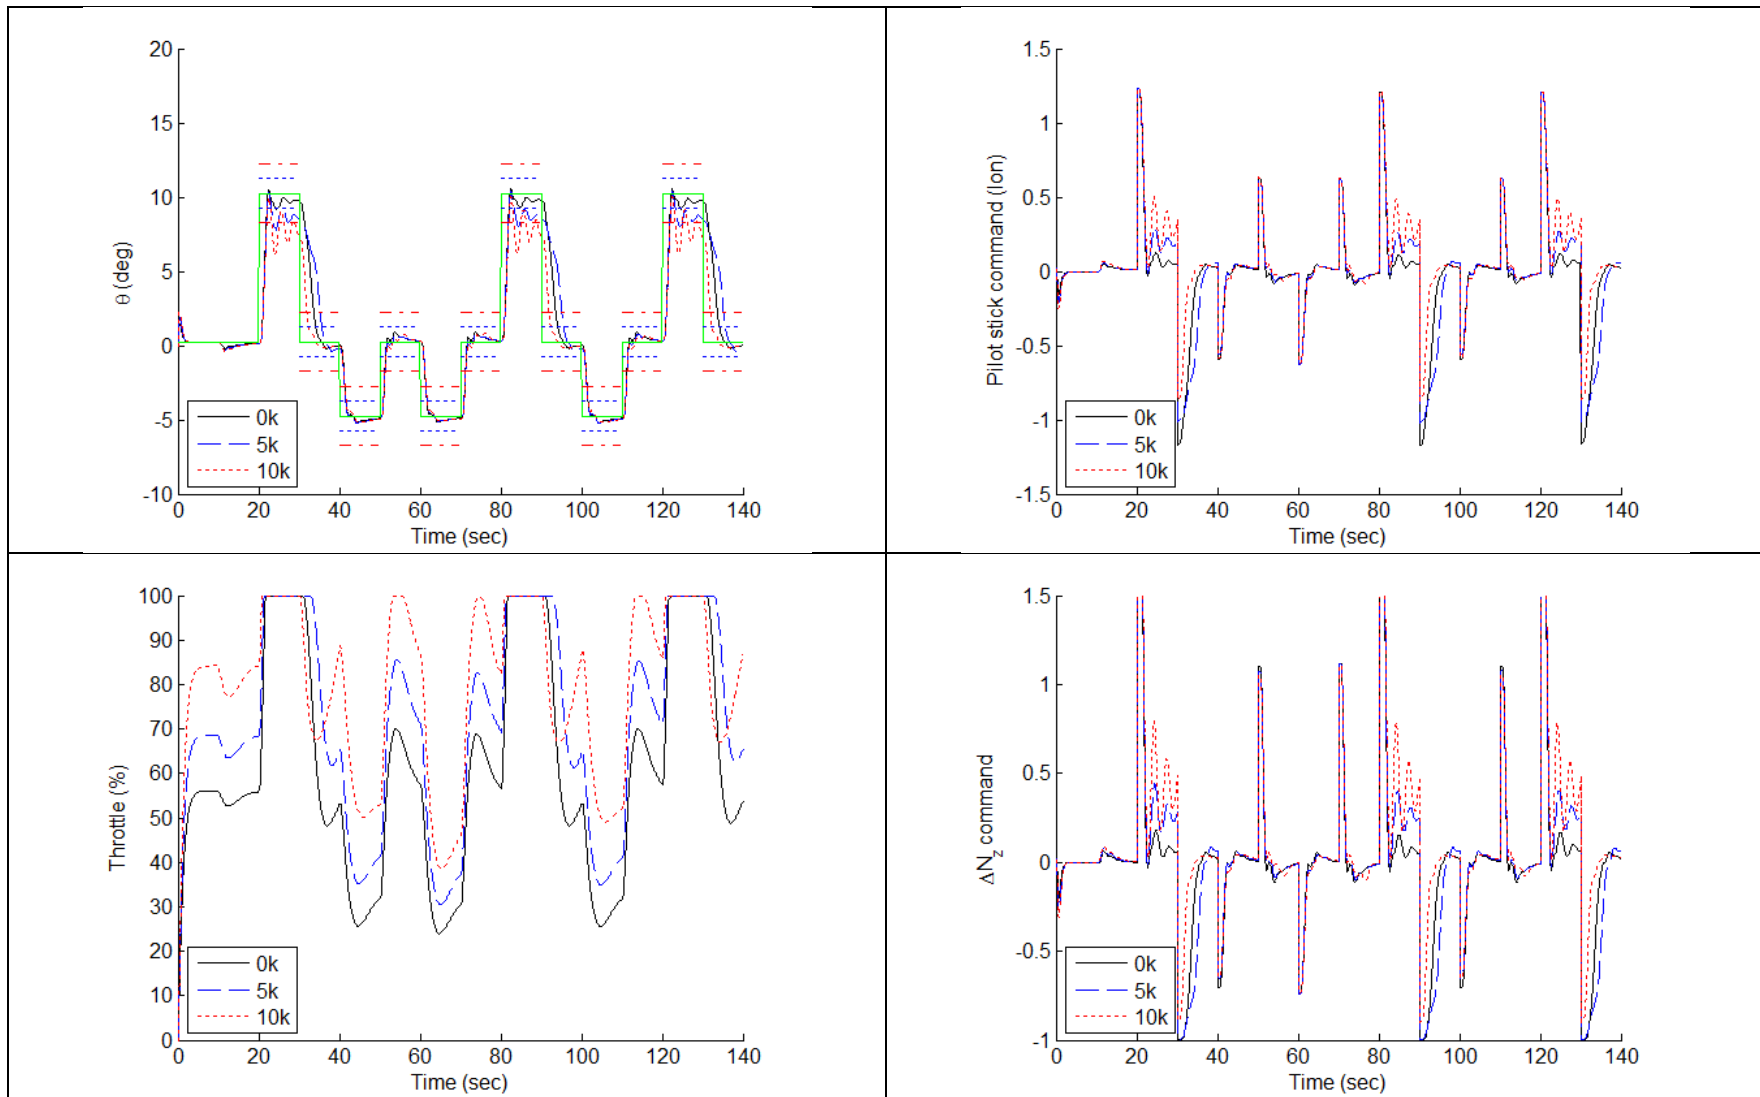 20
15
10
5
0
-5
-10
θ (deg)
0k
5k
10k
0 20 40 60 80 100 120 140
Time (sec)
1.5
1
0.5
0
-0.5
-1
-1.5
Pilot stick command (lon)
0k
5k
10k
0 20 40 60 80 100 120 140
Time (sec)
100
90
80
70
60
50
40
30
20
10
0
Throttle (%)
0k
5k
10k
0 20 40 60 80 100 120 140
Time (sec)
1.5
1
0.5
0
-0.5
-1
ΔNz command
0k
5k
10k
0 20 40 60 80 100 120 140
Time (sec)